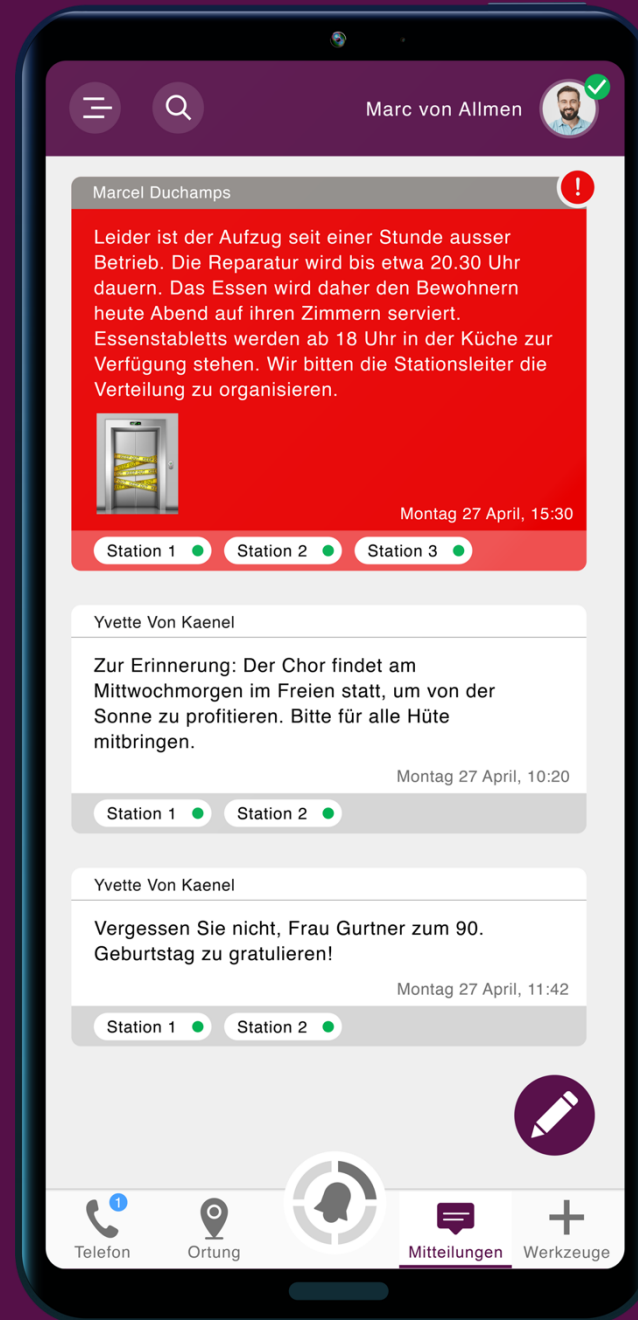 Marc von Allmen
Marcel Duchamps
!
Leider ist der Aufzug seit einer Stunde ausser
Betrieb. Die Reparatur wird bis etwa 20.30 Uhr
dauern. Das Essen wird daher den Bewohnern
heute Abend auf ihren Zimmern serviert.
Essenstabletts werden ab 18 Uhr in der Küche zur
Verfügung stehen. Wir bitten die Stationsleiter die
Verteilung zu organisieren.
Montag 27 April, 15:30
Station 1 Station 2 Station 3
Yvette Von Kaenel
Zur Erinnerung: Der Chor findet am
Mittwochmorgen im Freien statt, um von der
Sonne zu profitieren. Bitte für alle Hüte
mitbringen.
Montag 27 April, 10:20
Station 1 Station 2
Yvette Von Kaenel
Vergessen Sie nicht, Frau Gurtner zum 90.
Geburtstag zu gratulieren!
Montag 27 April, 11:42
Station 1 Station 2
1
Telefon Ortung Mitteilungen Werkzeuge